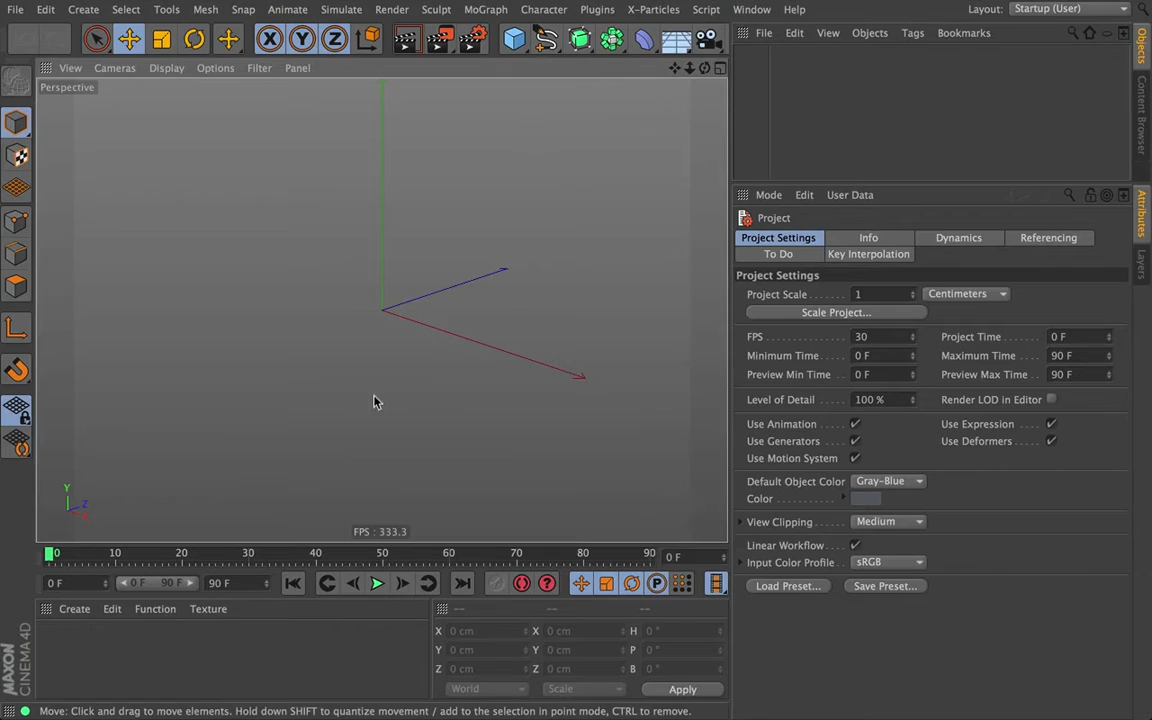 File Edit Create Select Tools Mesh Snap Animate Simulate Render Sculpt MoGraph Character Plugins X-Particles Script Window Help Layout: Startup (User)
X Y Z
View Cameras Display Options Filter Panel
Perspective
Y
Z
X
FPS : 333.3
File Edit View Objects Tags Bookmarks
Objects
Content Browser
Mode Edit User Data
Attributes
Layers
Project
Project Settings Info Dynamics Referencing
To Do Key Interpolation
Project Settings
Project Scale 1 Centimeters
Scale Project...
FPS 30 Project Time 0 F
Minimum Time 0 F Maximum Time 90 F
Preview Min Time 0 F Preview Max Time 90 F
Level of Detail 100 % Render LOD in Editor
Use Animation Use Expression
Use Generators Use Deformers
Use Motion System
Default Object Color Gray-Blue
Color
View Clipping Medium
Linear Workflow
Input Color Profile sRGB
Load Preset... Save Preset...
0 10 20 30 40 50 60 70 80 90 0 F
0 F 0 F 90 F 90 F P
Create Edit Function Texture
-- -- --
X 0 cm X 0 cm H 0 °
Y 0 cm Y 0 cm P 0 °
Z 0 cm Z 0 cm B 0 °
World Scale Apply
MAXON
CINEMA 4D
Move: Click and drag to move elements. Hold down SHIFT to quantize movement / add to the selection in point mode, CTRL to remove.